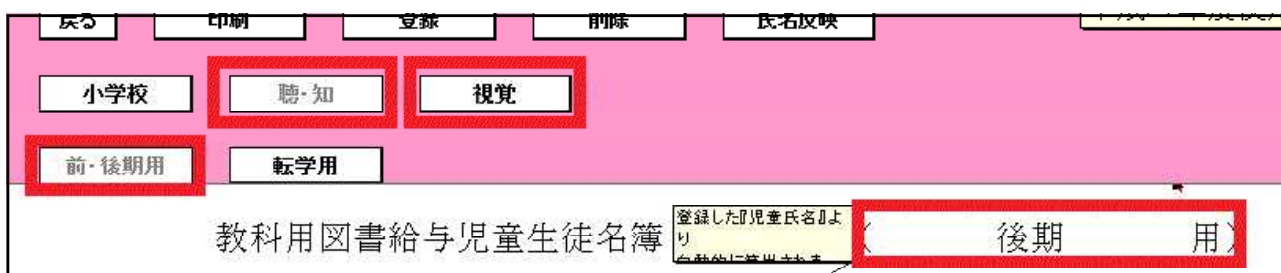 戻る 印刷 登録 削除 氏名反映
小学校 聴・知 視覚
前・後期用 転学用
教科用図書給与児童生徒名簿 ( 後期 用)
登録した『児童氏名』よ
り
自動的に算出される